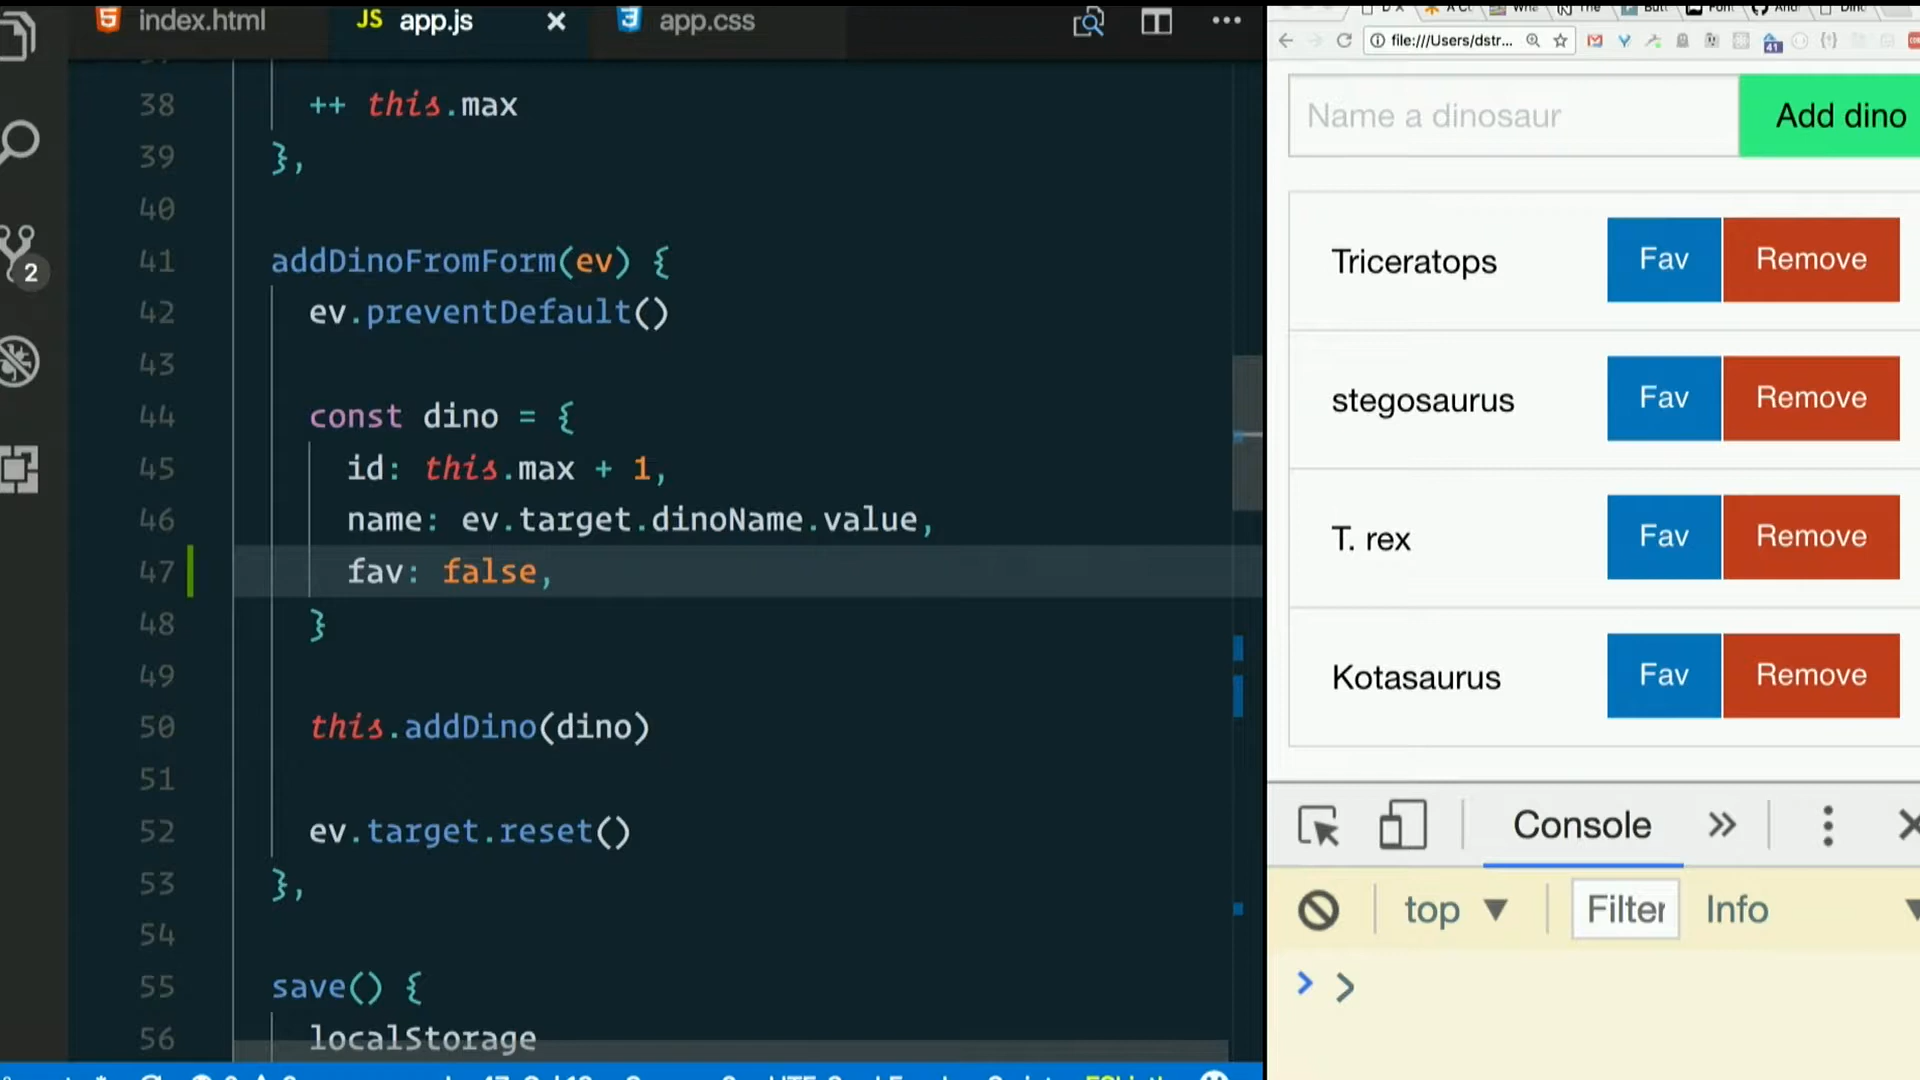 index.html
JS app.js
app.css
38 ++ this.max
39 },
40
41 addDinoFromForm(ev) {
42 ev.preventDefault()
43
44 const dino = {
45 id: this.max + 1,
46 name: ev.target.dinoName.value,
47 fav: false,
48 }
49
50 this.addDino(dino)
51
52 ev.target.reset()
53 },
54
55 save() {
56 localStorage
2
file:///Users/dstr...
41
Name a dinosaur
Add dino
Triceratops
Fav
Remove
stegosaurus
Fav
Remove
T. rex
Fav
Remove
Kotasaurus
Fav
Remove
Console
top
Filter
Info